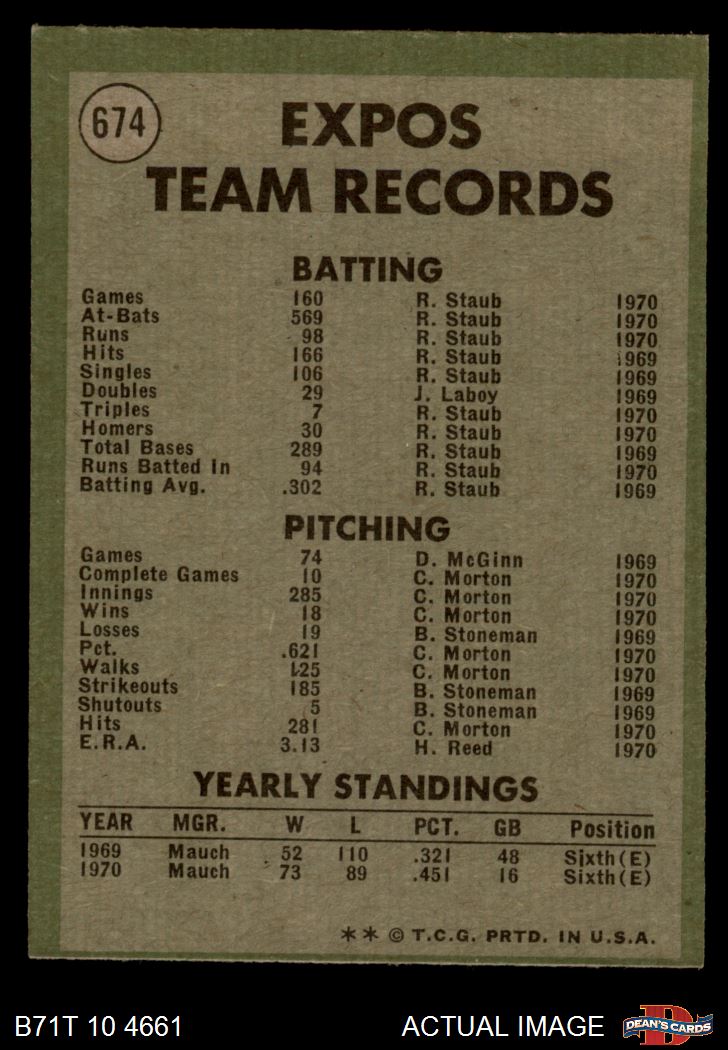 674
EXPOS
TEAM RECORDS
BATTING
Games 160 R. Staub 1970
At-Bats 569 R. Staub 1970
Runs 98 R. Staub 1970
Hits 166 R. Staub 1969
Singles 106 R. Staub 1969
Doubles 29 J. Laboy 1969
Triples 7 R. Staub 1970
Homers 30 R. Staub 1970
Total Bases 289 R. Staub 1969
Runs Batted In 94 R. Staub 1970
Batting Avg. .302 R. Staub 1969
PITCHING
Games 74 D. McGinn 1969
Complete Games 10 C. Morton 1970
Innings 285 C. Morton 1970
Wins 18 C. Morton 1970
Losses 19 B. Stoneman 1969
Pct. .621 C. Morton 1970
Walks 125 C. Morton 1970
Strikeouts 185 B. Stoneman 1969
Shutouts 5 B. Stoneman 1969
Hits 281 C. Morton 1970
E.R.A. 3.13 H. Reed 1970
YEARLY STANDINGS
YEAR MGR. W L PCT. GB Position
1969 Mauch 52 110 .321 48 Sixth(E)
1970 Mauch 73 89 .451 16 Sixth(E)
** © T.C.G. PRTD. IN U.S.A.
B71T 10 4661 ACTUAL IMAGE D DEAN'S CARDS